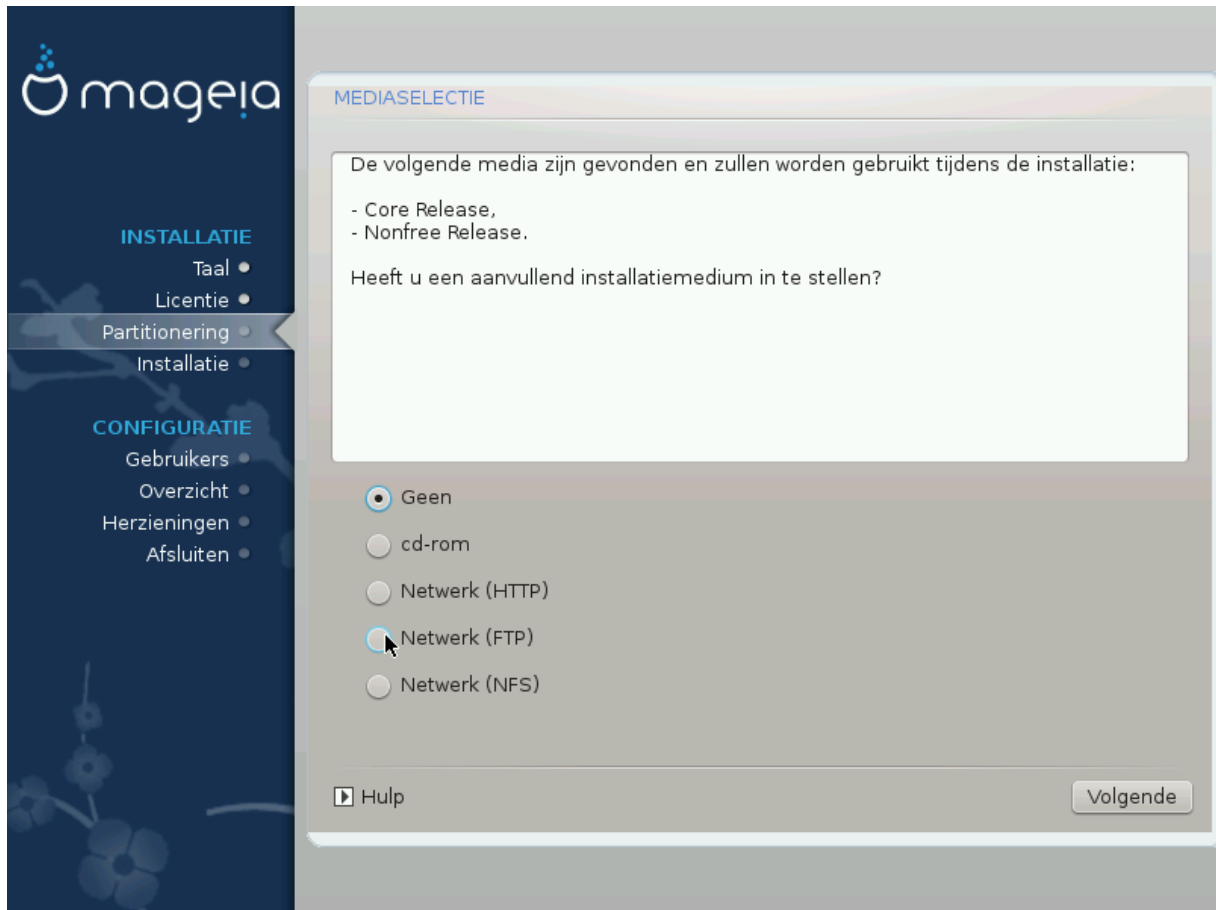 mageia
INSTALLATIE
Taal
Licentie
Partitionering
Installatie
CONFIGURATIE
Gebruikers
Overzicht
Herzieningen
Afsluiten
MEDIASELECTIE
De volgende media zijn gevonden en zullen worden gebruikt tijdens de installatie:
- Core Release,
- Nonfree Release.
Heeft u een aanvullend installatiemedium in te stellen?
Geen
cd-rom
Netwerk (HTTP)
Netwerk (FTP)
Netwerk (NFS)
Hulp
Volgende